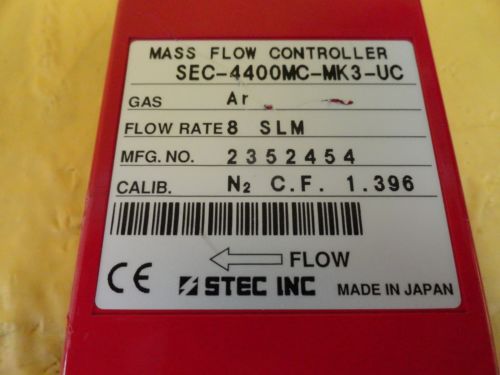 MASS FLOW CONTROLLER
SEC-4400MC-MK3-UC
GAS Ar
FLOW RATE 8 SLM
MFG. NO. 2352454
CALIB. N₂ C.F. 1.396
FLOW
CE STEC INC MADE IN JAPAN